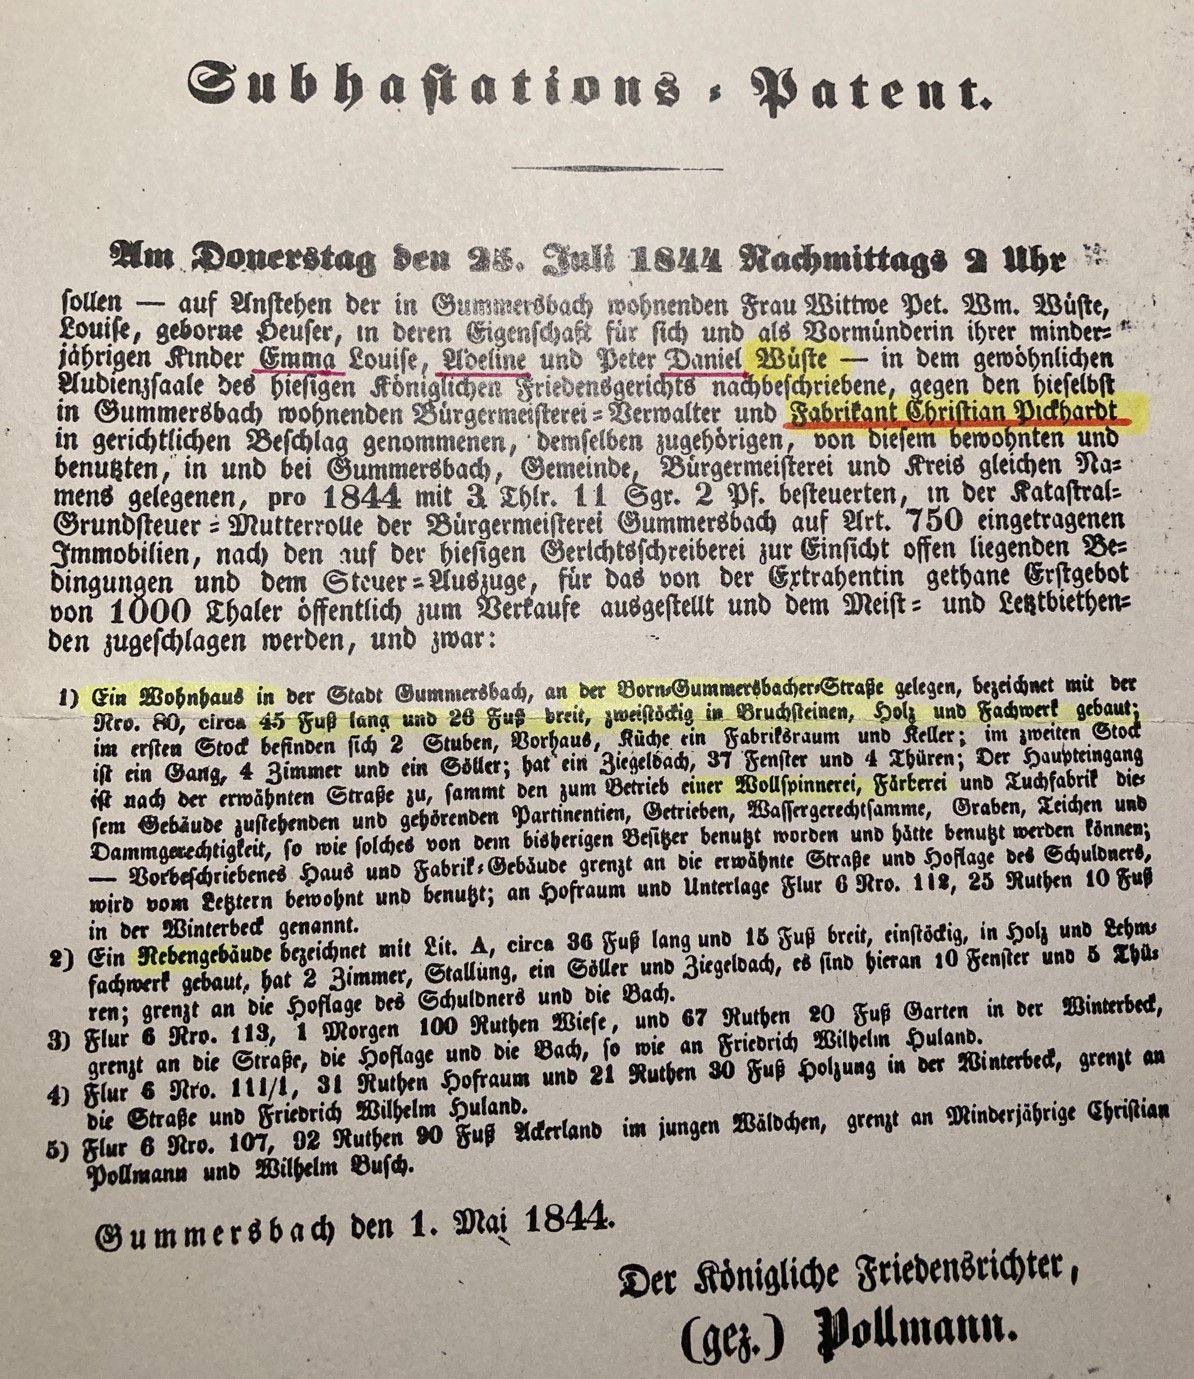 Subhastations-Patent.
Am Donerstag den 25. Juli 1844 Nachmittags 2 Uhr
sollen — auf Anstehen der in Gummersbach wohnenden Frau Wittwe Pet. Wm. Wüste,
Louise, geborne Heuser, in deren Eigenschaft für sich und als Vormünderin ihrer minder-
jährigen Kinder Emma Louise, Adeline und Peter Daniel Wüste — in dem gewöhnlichen
Audienzsaale des hiesigen Königlichen Friedensgerichts nachbeschriebene, gegen den hieselbst
in Gummersbach wohnenden Bürgermeisterei-Verwalter und Fabrikant Christian Pickhardt
in gerichtlichen Beschlag genommenen, demselben zugehörigen, von diesem bewohnten und
benutzten, in und bei Gummersbach, Gemeinde, Bürgermeisterei und Kreis gleichen Na-
mens gelegenen, pro 1844 mit 3 Thlr. 11 Sgr. 2 Pf. besteuerten, in der Katastral-
Grundsteuer-Mutterrolle der Bürgermeisterei Gummersbach auf Art. 750 eingetragenen
Immobilien, nach den auf der hiesigen Gerichtsschreiberei zur Einsicht offen liegenden Be-
dingungen und dem Steuer-Auszuge, für das von der Extrahentin gethane Erstgebot
von 1000 Thaler öffentlich zum Verkaufe ausgestellt und dem Meist- und Letztbiethen-
den zugeschlagen werden, und zwar:
1) Ein Wohnhaus in der Stadt Gummersbach, an der Born-Gummersbacher-Straße gelegen, bezeichnet mit der
Nro. 80, circa 45 Fuß lang und 26 Fuß breit, zweistöckig in Bruchsteinen, Holz und Fachwerk gebaut;
im ersten Stock befinden sich 2 Stuben, Vorhaus, Küche ein Fabriksraum und Keller; im zweiten Stock
ist ein Gang, 4 Zimmer und ein Söller; hat ein Ziegeldach, 37 Fenster und 4 Thüren; Der Haupteingang
ist nach der erwähnten Straße zu, sammt den zum Betrieb einer Wollspinnerei, Färberei und Tuchfabrik die-
sem Gebäude zustehenden und gehörenden Partinentien, Getrieben, Wassergerechtsamme, Graben, Teichen und
Dammgerechtigkeit, so wie solches von dem bisherigen Besitzer benutzt worden und hätte benutzt werden können;
— Vorbeschriebenes Haus und Fabrik-Gebäude grenzt an die erwähnte Straße und Hoflage des Schuldners,
wird vom Letztern bewohnt und benutzt; an Hofraum und Unterlage Flur 6 Nro. 112, 25 Ruthen 10 Fuß
in der Winterbeck genannt.
2) Ein Nebengebäude bezeichnet mit Lit. A, circa 36 Fuß lang und 15 Fuß breit, einstöckig, in Holz und Lehm-
fachwerk gebaut, hat 2 Zimmer, Stallung, ein Söller und Ziegeldach, es sind hieran 10 Fenster und 5 Thü-
ren; grenzt an die Hoflage des Schuldners und die Bach.
3) Flur 6 Nro. 113, 1 Morgen 100 Ruthen Wiese, und 67 Ruthen 20 Fuß Garten in der Winterbeck,
grenzt an die Straße, die Hoflage und die Bach, so wie an Friedrich Wilhelm Huland.
4) Flur 6 Nro. 111/1, 31 Ruthen Hofraum und 21 Ruthen 30 Fuß Holzung in der Winterbeck, grenzt an
die Straße und Friedrich Wilhelm Huland.
5) Flur 6 Nro. 107, 92 Ruthen 90 Fuß Ackerland im jungen Wäldchen, grenzt an Minderjährige Christian
Pollmann und Wilhelm Busch.
Gummersbach den 1. Mai 1844.
Der Königliche Friedensrichter,
(gez.) Pollmann.